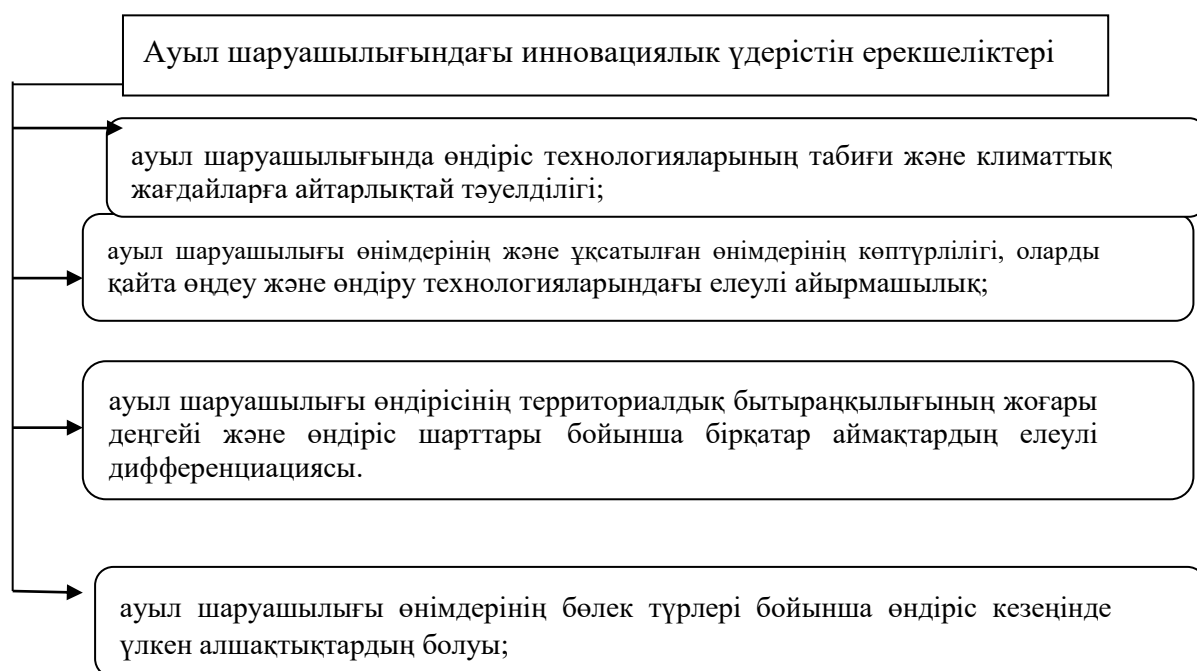 Ауыл шаруашылығындағы инновациялык үдерістін ерекшеліктері
ауыл шаруашылығында өндіріс технологияларының табиғи және климаттық
жағдайларға айтарлықтай тәуелділігі;
ауыл шаруашылығы өнімдерінің және ұқсатылған өнімдерінің көптүрлілігі, оларды
қайта өңдеу және өндіру технологияларындағы елеулі айырмашылық;
ауыл шаруашылығы өндірісінің территориалдық бытыраңқылығының жоғары
деңгейі және өндіріс шарттары бойынша бірқатар аймақтардың елеулі
дифференциациясы.
ауыл шаруашылығы өнімдерінің бөлек түрлері бойынша өндіріс кезеңінде
үлкен алшақтықтардың болуы;